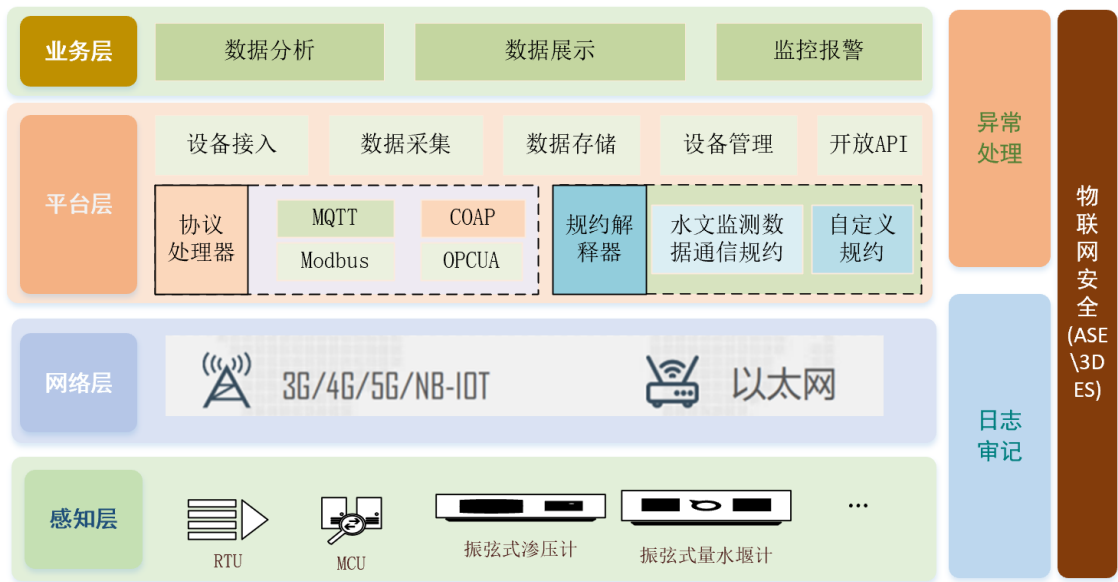 业务层
数据分析
数据展示
监控报警
平台层
设备接入
数据采集
数据存储
设备管理
开放API
协议
处理器
MQTT
COAP
Modbus
OPCUA
规约解
释器
水文监测数
据通信规约
自定义
规约
网络层
3G/4G/5G/NB-IOT
以太网
感知层
RTU
MCU
振弦式渗压计
振弦式量水堰计
...
异常
处理
日志
审记
物
联
网
安
全
(ASE
\3D
ES)